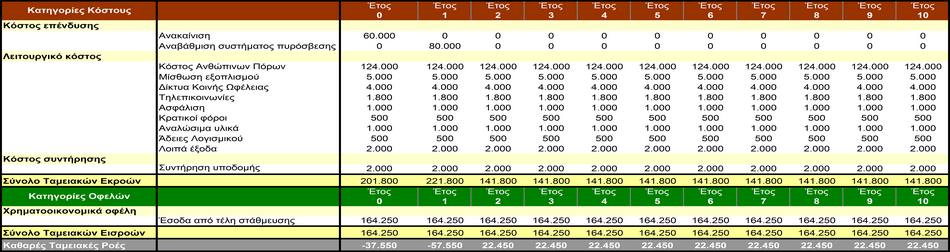 Κατηγορίες Κόστους Έτος 0 Έτος 1 Έτος 2 Έτος 3 Έτος 4 Έτος 5 Έτος 6 Έτος 7 Έτος 8 Έτος 9 Έτος 10
Κόστος επένδυσης
Ανακαίνιση 60.000 0 0 0 0 0 0 0 0 0 0
Αναβάθμιση συστήματος πυρόσβεσης 0 80.000 0 0 0 0 0 0 0 0 0
Λειτουργικό κόστος
Κόστος Ανθώπινων Πόρων 124.000 124.000 124.000 124.000 124.000 124.000 124.000 124.000 124.000 124.000 124.000
Μίσθωση εξοπλισμού 5.000 5.000 5.000 5.000 5.000 5.000 5.000 5.000 5.000 5.000 5.000
Δίκτυα Κοινής Ωφέλειας 4.000 4.000 4.000 4.000 4.000 4.000 4.000 4.000 4.000 4.000 4.000
Τηλεπικοινωνίες 1.800 1.800 1.800 1.800 1.800 1.800 1.800 1.800 1.800 1.800 1.800
Ασφάλιση 1.000 1.000 1.000 1.000 1.000 1.000 1.000 1.000 1.000 1.000 1.000
Κρατικοί φόροι 500 500 500 500 500 500 500 500 500 500 500
Αναλώσιμα υλικά 1.000 1.000 1.000 1.000 1.000 1.000 1.000 1.000 1.000 1.000 1.000
Άδειες Λογισμικού 500 500 500 500 500 500 500 500 500 500 500
Λοιπά έξοδα 2.000 2.000 2.000 2.000 2.000 2.000 2.000 2.000 2.000 2.000 2.000
Κόστος συντήρησης
Συντήρηση υποδομής 2.000 2.000 2.000 2.000 2.000 2.000 2.000 2.000 2.000 2.000 2.000
Σύνολο Ταμειακών Εκροών 201.800 221.800 141.800 141.800 141.800 141.800 141.800 141.800 141.800 141.800 141.800
Κατηγορίες Οφελών Έτος 0 Έτος 1 Έτος 2 Έτος 3 Έτος 4 Έτος 5 Έτος 6 Έτος 7 Έτος 8 Έτος 9 Έτος 10
Χρηματοοικονομικά οφέλη
Έσοδα από τέλη στάθμευσης 164.250 164.250 164.250 164.250 164.250 164.250 164.250 164.250 164.250 164.250 164.250
Σύνολο Ταμειακών Εισροών 164.250 164.250 164.250 164.250 164.250 164.250 164.250 164.250 164.250 164.250 164.250
Καθαρές Ταμειακές Ροές -37.550 -57.550 22.450 22.450 22.450 22.450 22.450 22.450 22.450 22.450 22.450